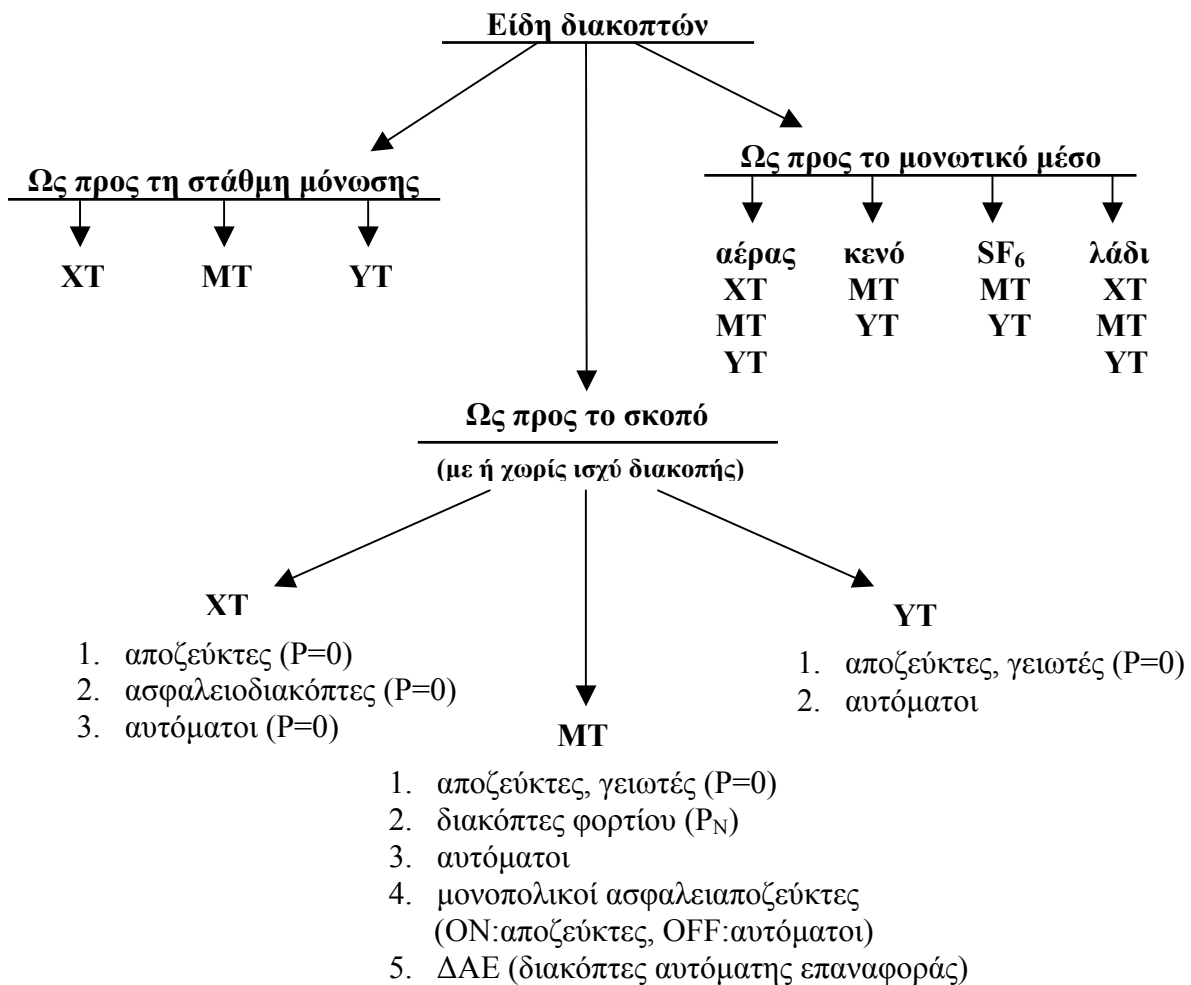 Είδη διακοπτών
Ως προς τη στάθμη μόνωσης
ΧΤ ΜΤ ΥΤ
Ως προς το μονωτικό μέσο
αέρας κενό SF₆ λάδι
ΧΤ ΜΤ ΜΤ ΧΤ
ΜΤ ΥΤ ΥΤ ΜΤ
ΥΤ ΥΤ
Ως προς το σκοπό
(με ή χωρίς ισχύ διακοπής)
ΧΤ
1. αποζεύκτες (P=0)
2. ασφαλειοδιακόπτες (P=0)
3. αυτόματοι (P=0)
ΜΤ
1. αποζεύκτες, γειωτές (P=0)
2. διακόπτες φορτίου (P_N)
3. αυτόματοι
4. μονοπολικοί ασφαλειαποζεύκτες
(ON:αποζεύκτες, OFF:αυτόματοι)
5. ΔΑΕ (διακόπτες αυτόματης επαναφοράς)
ΥΤ
1. αποζεύκτες, γειωτές (P=0)
2. αυτόματοι